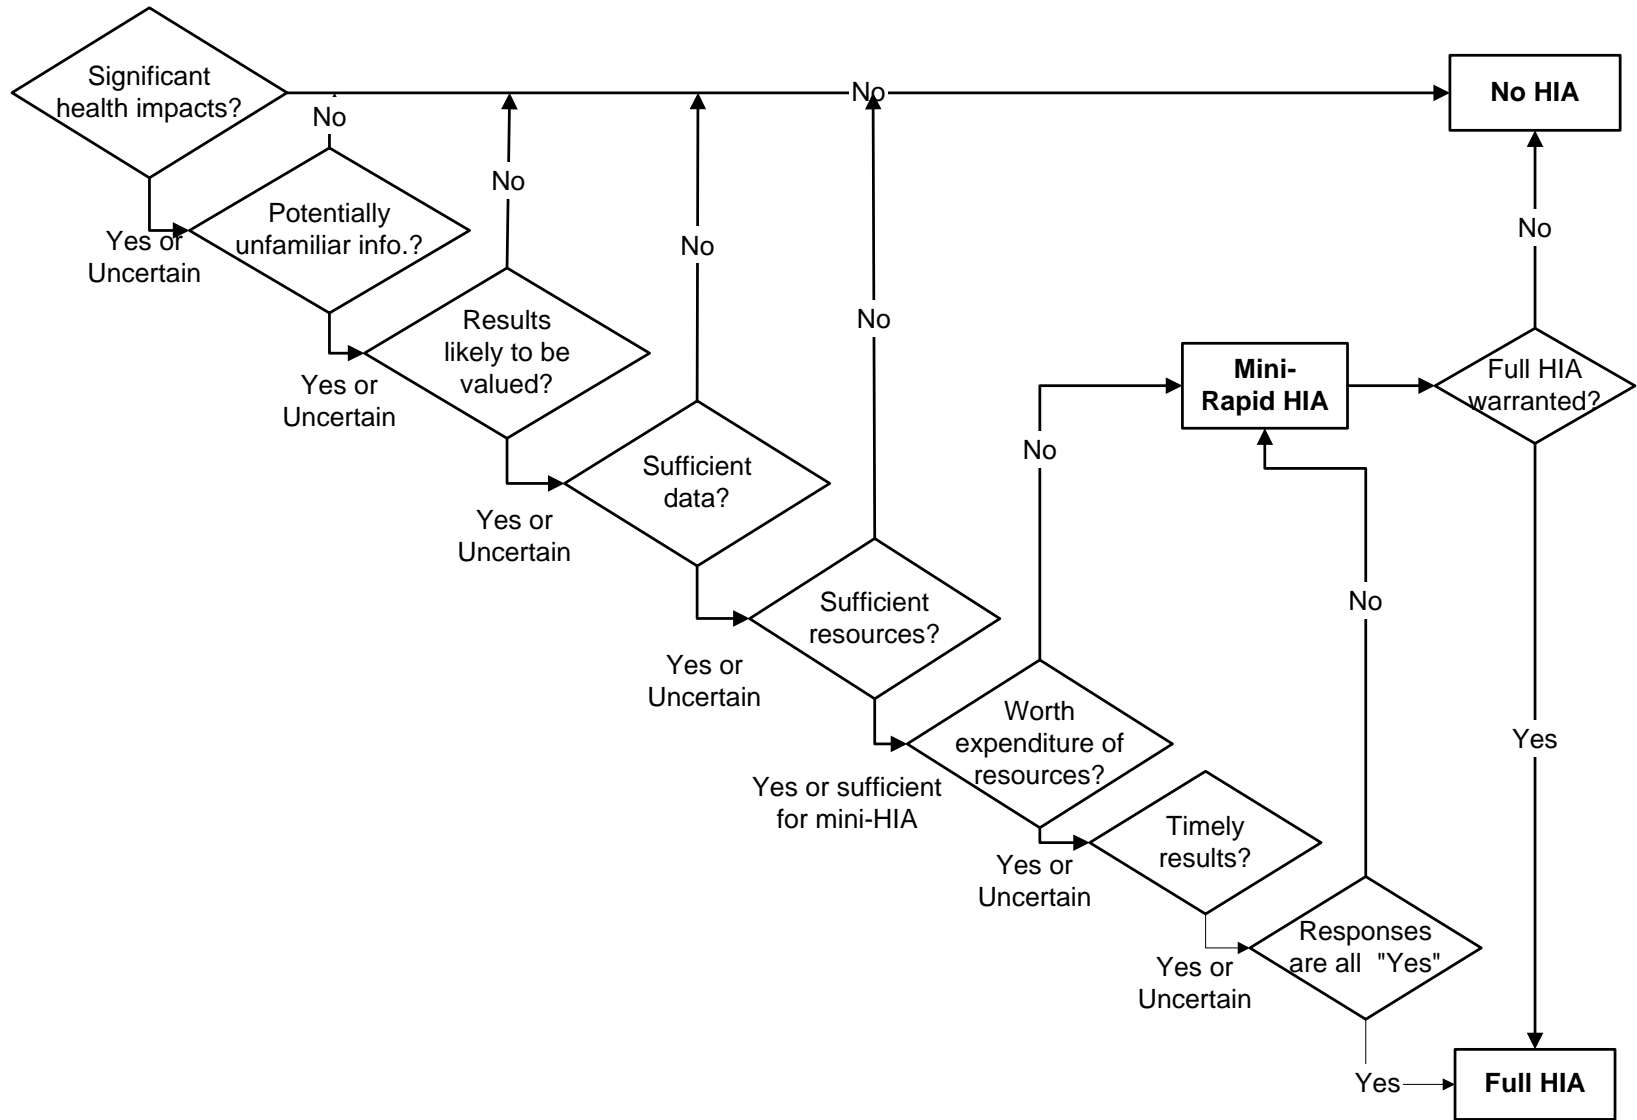 Significant
health impacts?
No
No HIA
No
Potentially
unfamiliar info.?
Yes or
Uncertain
No
Results
likely to be
valued?
Yes or
Uncertain
No
Sufficient
data?
Yes or
Uncertain
No
Sufficient
resources?
Yes or
Uncertain
No
Worth
expenditure of
resources?
Yes or sufficient
for mini-HIA
No
Mini-
Rapid HIA
Full HIA
warranted?
No
Yes
Timely
results?
Yes or
Uncertain
No
Responses
are all "Yes"
Yes or
Uncertain
Yes
Full HIA